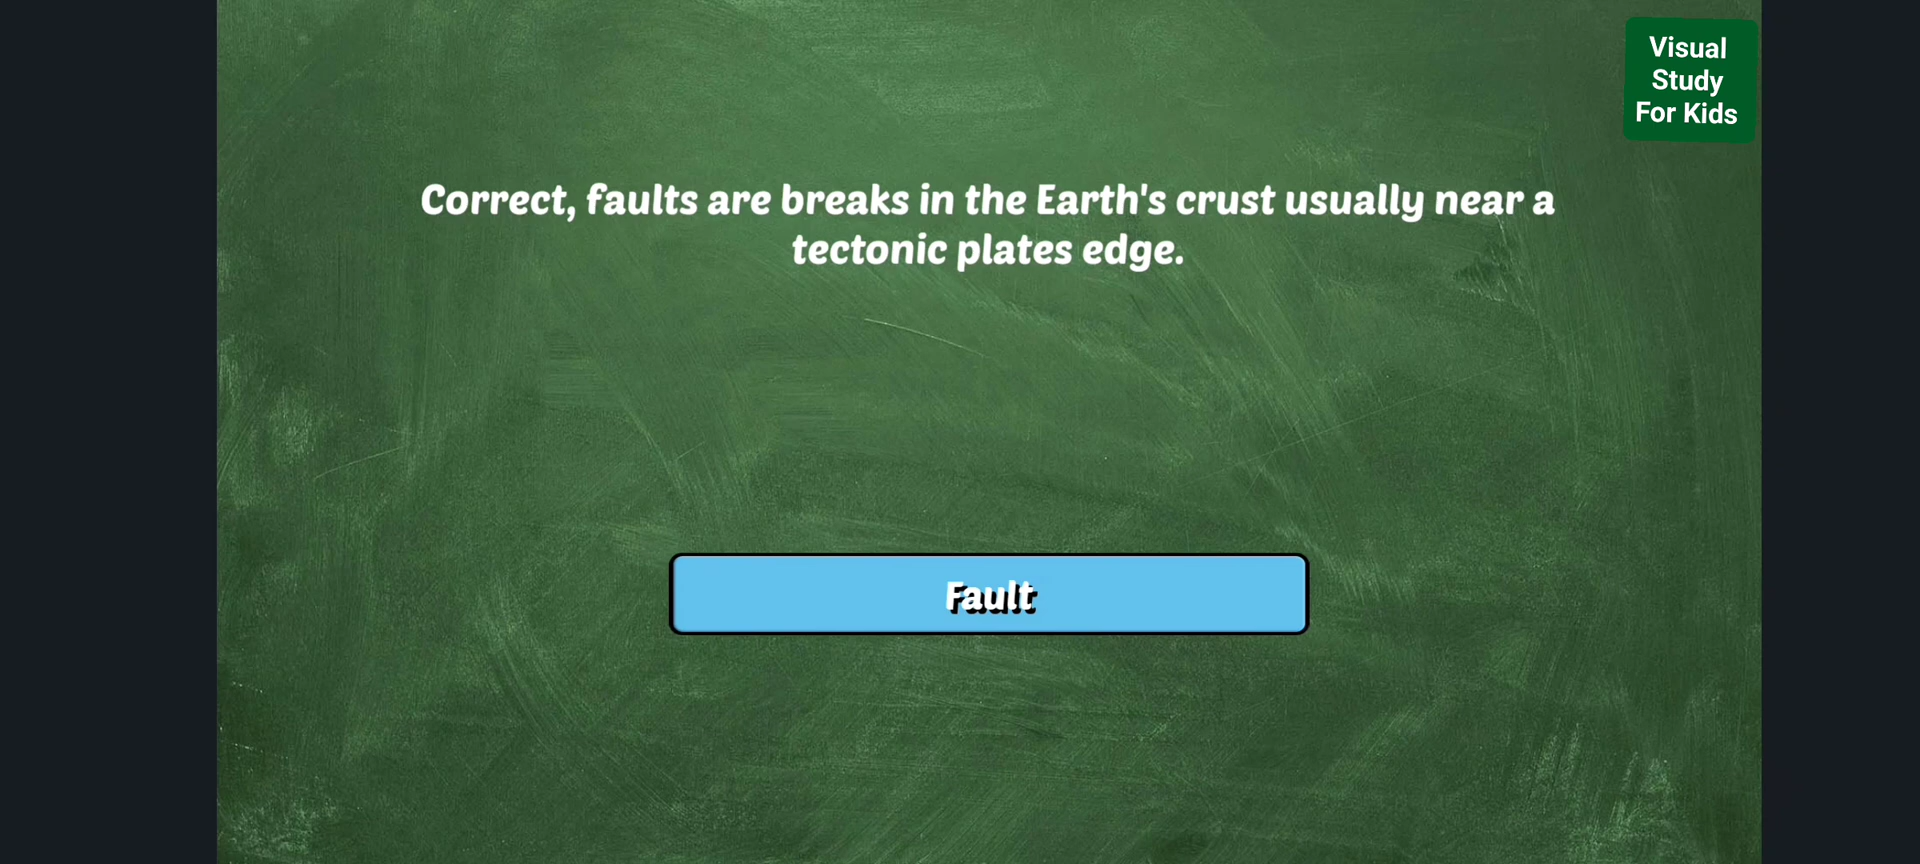 Visual
Study
For Kids
Correct, faults are breaks in the Earth's crust usually near a
tectonic plates edge.
Fault